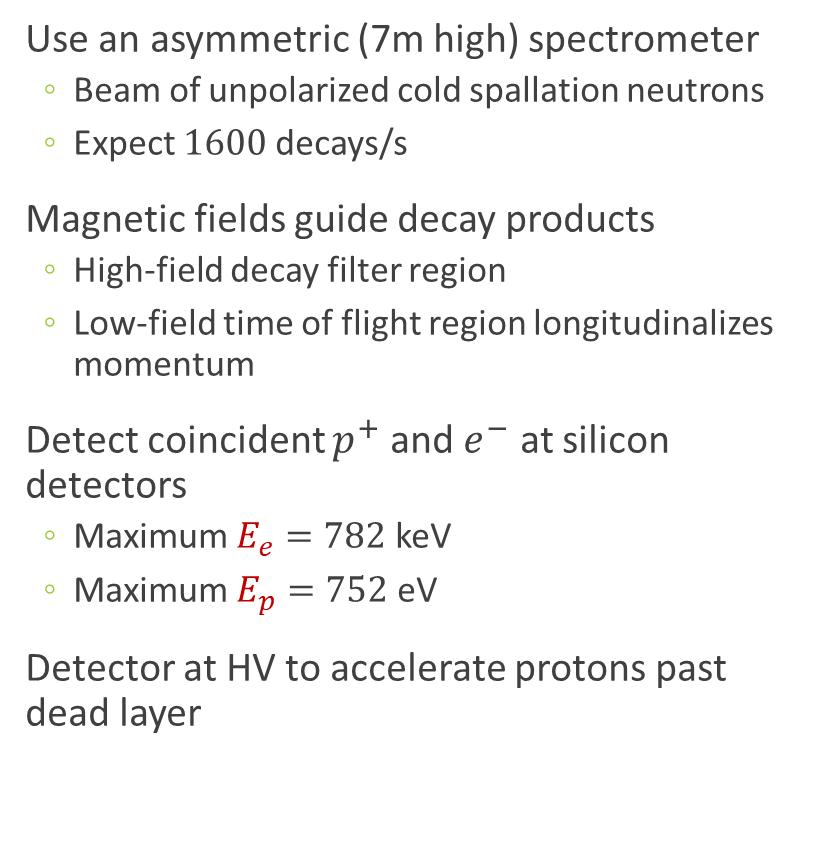 Use an asymmetric (7m high) spectrometer
◦ Beam of unpolarized cold spallation neutrons
◦ Expect 1600 decays/s
Magnetic fields guide decay products
◦ High-field decay filter region
◦ Low-field time of flight region longitudinalizes
momentum
Detect coincident p⁺ and e⁻ at silicon
detectors
◦ Maximum Eₑ = 782 keV
◦ Maximum Eₚ = 752 eV
Detector at HV to accelerate protons past
dead layer